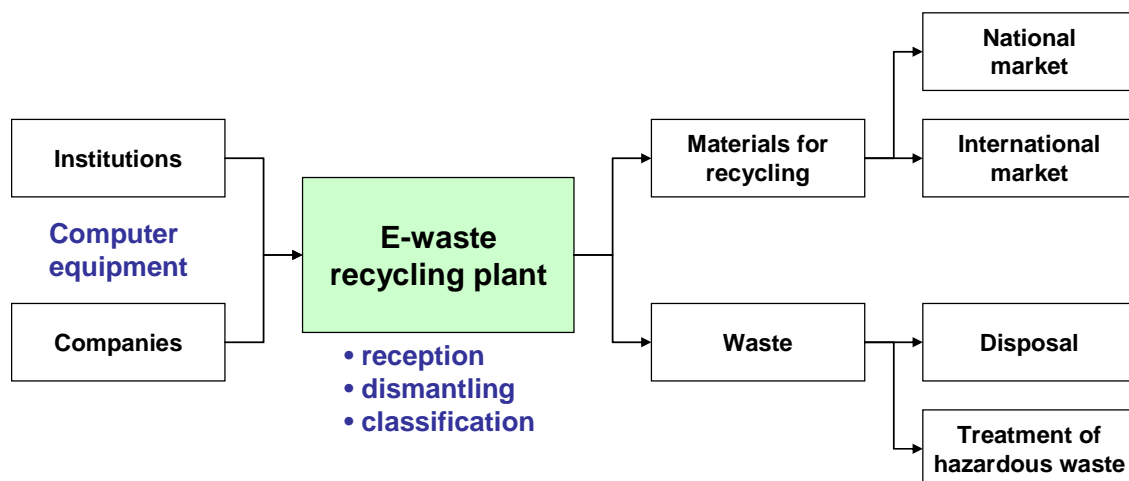 Institutions
Computer
equipment
Companies
E-waste
recycling plant
• reception
• dismantling
• classification
Materials for
recycling
Waste
National
market
International
market
Disposal
Treatment of
hazardous waste